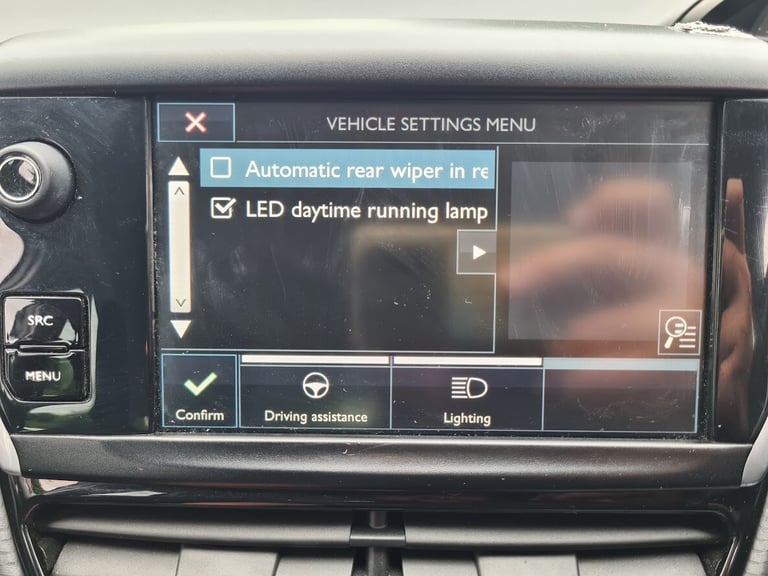 VEHICLE SETTINGS MENU
Automatic rear wiper in re
LED daytime running lamp
SRC
MENU
Confirm
Driving assistance
Lighting